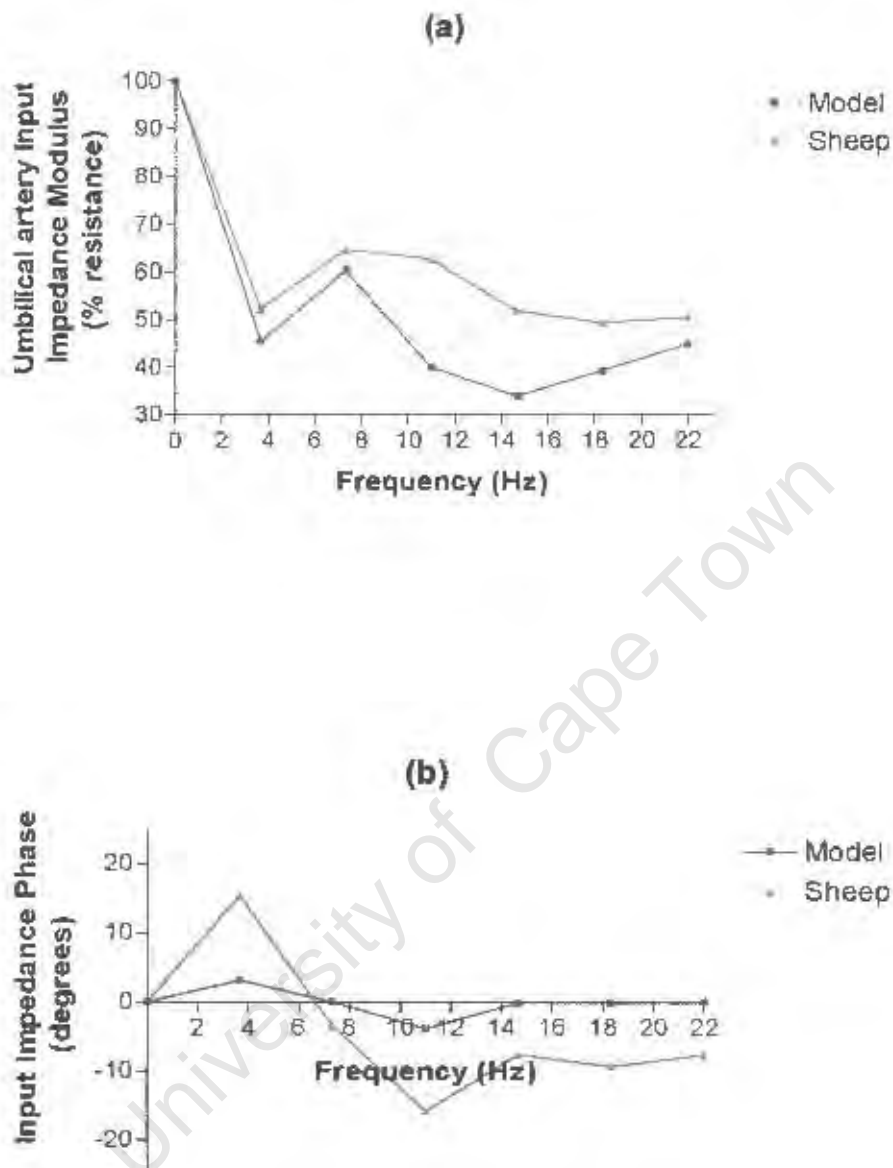 (a)
Umbilical artery Input
Impedance Modulus
(% resistance)
100
90
80
70
60
50
40
30
0 2 4 6 8 10 12 14 16 18 20 22
Frequency (Hz)
Model
Sheep
(b)
Input Impedance Phase
(degrees)
20
10
0
-10
-20
2 4 6 8 10 12 14 16 18 20 22
Frequency (Hz)
Model
Sheep
University of Cape Town